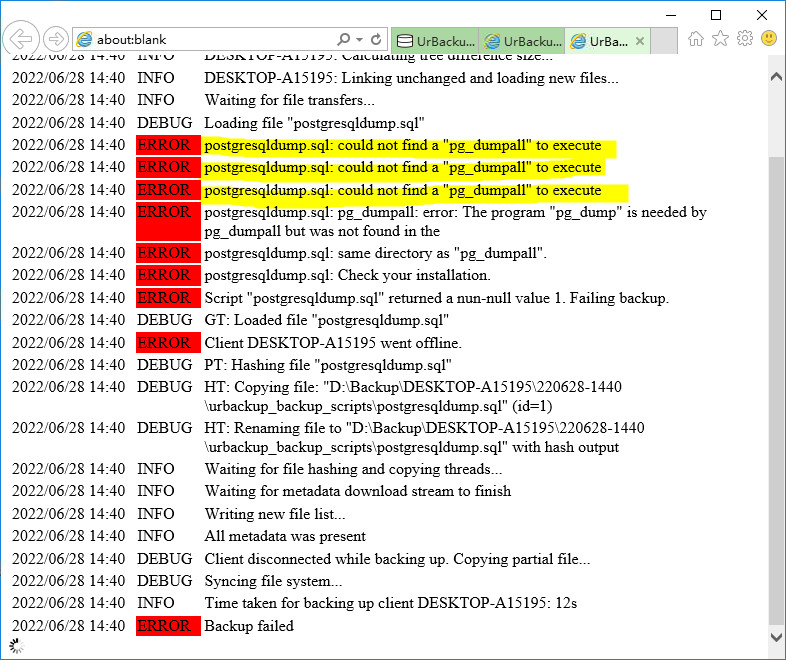 about:blank
UrBacku...
UrBacku...
UrBa...
2022/06/28 14:40 INFO DESKTOP-A15195: Calculating tree difference size...
2022/06/28 14:40 INFO DESKTOP-A15195: Linking unchanged and loading new files...
2022/06/28 14:40 INFO Waiting for file transfers...
2022/06/28 14:40 DEBUG Loading file "postgresqldump.sql"
2022/06/28 14:40 ERROR postgresqldump.sql: could not find a "pg_dumpall" to execute
2022/06/28 14:40 ERROR postgresqldump.sql: could not find a "pg_dumpall" to execute
2022/06/28 14:40 ERROR postgresqldump.sql: could not find a "pg_dumpall" to execute
2022/06/28 14:40 ERROR postgresqldump.sql: pg_dumpall: error: The program "pg_dump" is needed by
pg_dumpall but was not found in the
2022/06/28 14:40 ERROR postgresqldump.sql: same directory as "pg_dumpall".
2022/06/28 14:40 ERROR postgresqldump.sql: Check your installation.
2022/06/28 14:40 ERROR Script "postgresqldump.sql" returned a nun-null value 1. Failing backup.
2022/06/28 14:40 DEBUG GT: Loaded file "postgresqldump.sql"
2022/06/28 14:40 ERROR Client DESKTOP-A15195 went offline.
2022/06/28 14:40 DEBUG PT: Hashing file "postgresqldump.sql"
2022/06/28 14:40 DEBUG HT: Copying file: "D:\Backup\DESKTOP-A15195\220628-1440
\urbackup_backup_scripts\postgresqldump.sql" (id=1)
2022/06/28 14:40 DEBUG HT: Renaming file to "D:\Backup\DESKTOP-A15195\220628-1440
\urbackup_backup_scripts\postgresqldump.sql" with hash output
2022/06/28 14:40 INFO Waiting for file hashing and copying threads...
2022/06/28 14:40 INFO Waiting for metadata download stream to finish
2022/06/28 14:40 INFO Writing new file list...
2022/06/28 14:40 INFO All metadata was present
2022/06/28 14:40 DEBUG Client disconnected while backing up. Copying partial file...
2022/06/28 14:40 DEBUG Syncing file system...
2022/06/28 14:40 INFO Time taken for backing up client DESKTOP-A15195: 12s
2022/06/28 14:40 ERROR Backup failed